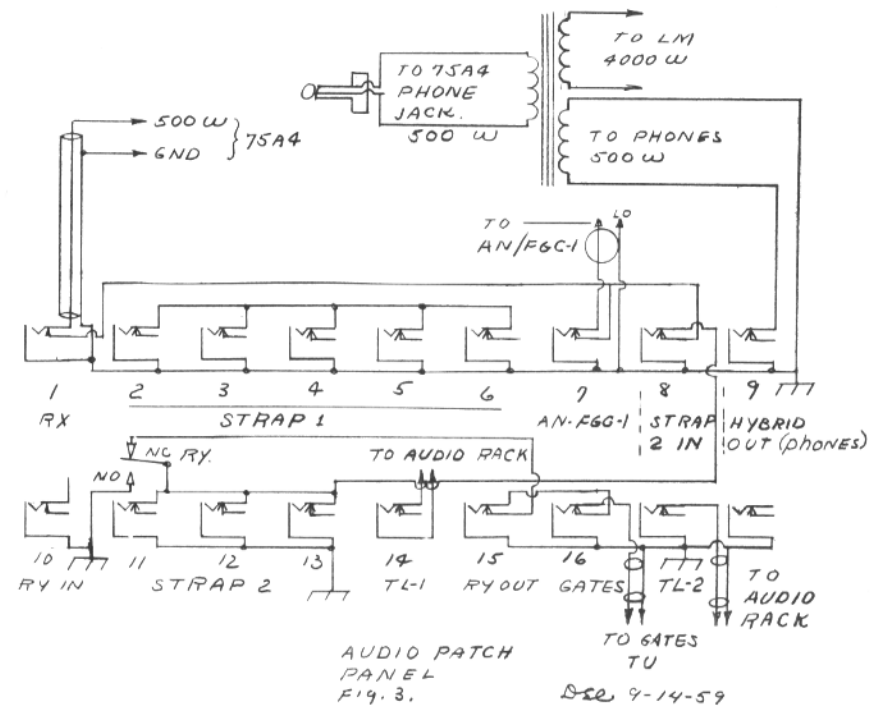 TO LM
4000 W
TO 75A4
PHONE
JACK.
500 W
TO PHONES
500 W
500 W
GND
75A4
TO
AN/FGC-1
LO
1
2
3
4
5
6
7
8
9
RX
STRAP 1
AN-FGC-1
STRAP
2 IN
HYBRID
OUT (phones)
NC RY.
NO
TO AUDIO RACK
10
11
12
13
14
15
16
RY IN
STRAP 2
TL-1
RY OUT
GATES
TL-2
TO
AUDIO
RACK
TO GATES
TU
AUDIO PATCH
PANEL
FIG. 3.
9-14-59